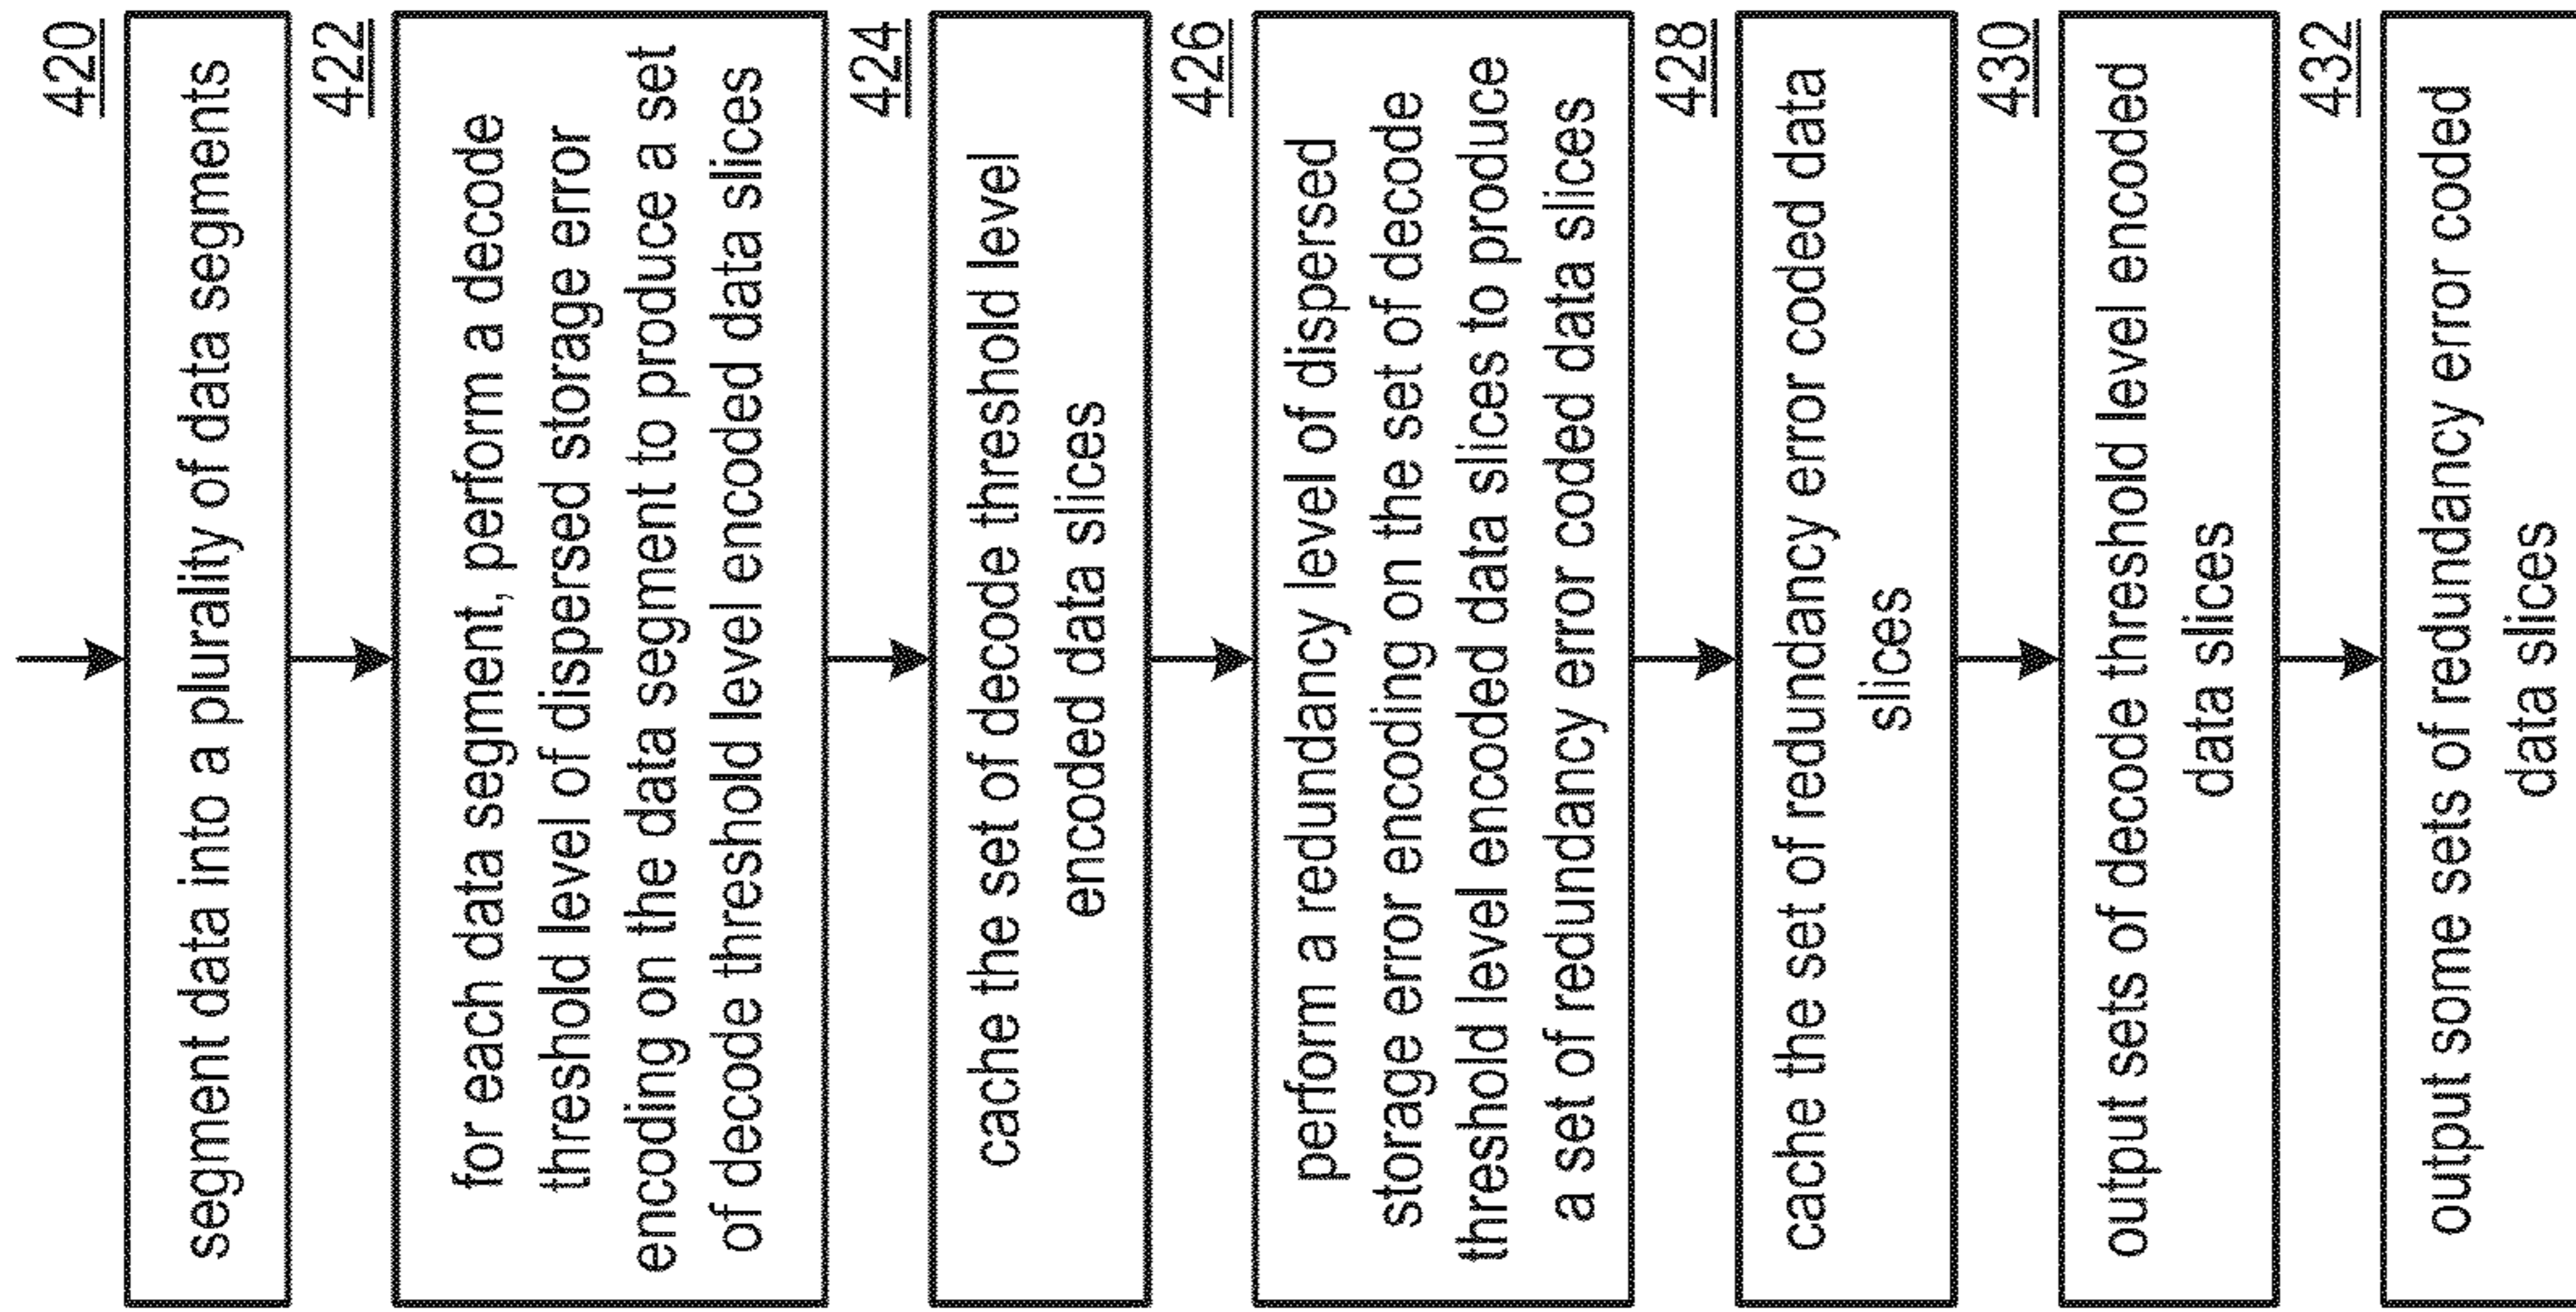 420
segment data into a plurality of data segments
422
for each data segment, perform a decode
threshold level of dispersed storage error
encoding on the data segment to produce a set
of decode threshold level encoded data slices
424
cache the set of decode threshold level
encoded data slices
426
perform a redundancy level of dispersed
storage error encoding on the set of decode
threshold level encoded data slices to produce
a set of redundancy error coded data slices
428
cache the set of redundancy error coded data
slices
430
output sets of decode threshold level encoded
data slices
432
output some sets of redundancy error coded
data slices